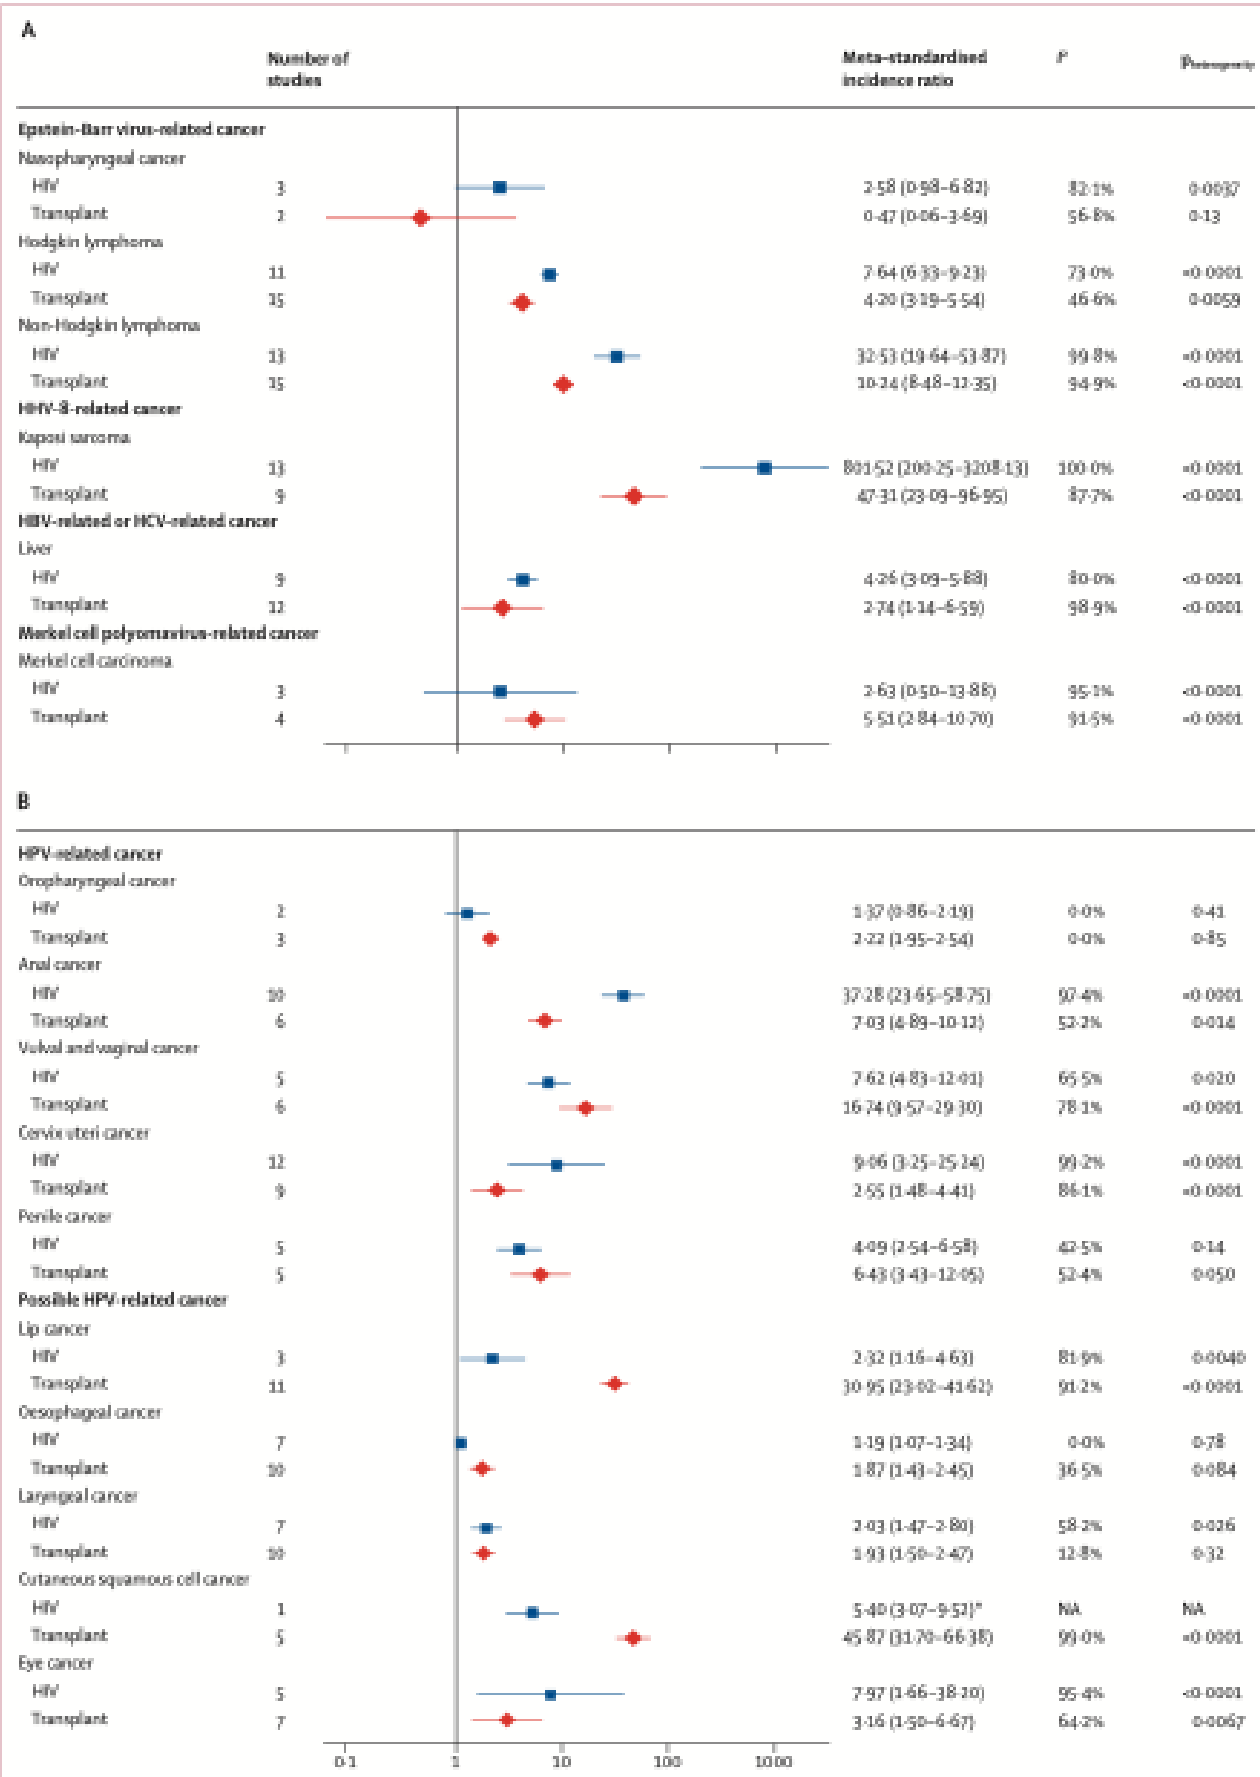 A
Number of studies Meta-standardised incidence ratio I² Pheterogeneity
Epstein-Barr virus-related cancer
Nasopharyngeal cancer
HIV 3 2·58 (0·98–6·82) 82·1% 0·0037
Transplant 2 0·47 (0·06–3·69) 56·8% 0·13
Hodgkin lymphoma
HIV 11 7·64 (6·33–9·23) 73·0% <0·0001
Transplant 15 4·20 (3·19–5·54) 46·6% 0·0059
Non-Hodgkin lymphoma
HIV 13 32·53 (19·64–53·87) 99·8% <0·0001
Transplant 15 10·24 (8·48–12·35) 94·9% <0·0001
HHV-8-related cancer
Kaposi sarcoma
HIV 13 801·52 (200·25–3208·13) 100·0% <0·0001
Transplant 9 47·31 (23·09–96·95) 87·7% <0·0001
HBV-related or HCV-related cancer
Liver
HIV 9 4·26 (3·09–5·88) 80·0% <0·0001
Transplant 12 2·74 (1·14–6·59) 98·9% <0·0001
Merkel cell polyomavirus-related cancer
Merkel cell carcinoma
HIV 3 2·63 (0·50–13·88) 95·1% <0·0001
Transplant 4 5·51 (2·84–10·70) 91·5% <0·0001
B
HPV-related cancer
Oropharyngeal cancer
HIV 2 1·37 (0·86–2·19) 0·0% 0·41
Transplant 3 2·22 (1·95–2·54) 0·0% 0·85
Anal cancer
HIV 10 37·28 (23·65–58·75) 97·4% <0·0001
Transplant 6 7·03 (4·89–10·12) 52·2% 0·014
Vulval and vaginal cancer
HIV 5 7·62 (4·83–12·01) 65·5% 0·020
Transplant 6 16·74 (9·57–29·30) 78·1% <0·0001
Cervix uteri cancer
HIV 12 9·06 (3·25–25·24) 99·2% <0·0001
Transplant 9 2·55 (1·48–4·41) 86·1% <0·0001
Penile cancer
HIV 5 4·09 (2·54–6·58) 42·5% 0·14
Transplant 5 6·43 (3·43–12·05) 52·4% 0·050
Possible HPV-related cancer
Lip cancer
HIV 3 2·32 (1·16–4·63) 81·9% 0·0040
Transplant 11 30·95 (23·02–41·62) 91·2% <0·0001
Oesophageal cancer
HIV 7 1·19 (1·07–1·34) 0·0% 0·78
Transplant 10 1·87 (1·43–2·45) 36·5% 0·084
Laryngeal cancer
HIV 7 2·03 (1·47–2·80) 58·2% 0·026
Transplant 10 1·93 (1·50–2·47) 12·8% 0·32
Cutaneous squamous cell cancer
HIV 1 5·40 (3·07–9·52)* NA NA
Transplant 5 45·87 (31·70–66·38) 99·0% <0·0001
Eye cancer
HIV 5 7·97 (1·66–38·20) 95·4% <0·0001
Transplant 7 3·16 (1·50–6·67) 64·2% 0·0067
0·1 1 10 100 1000